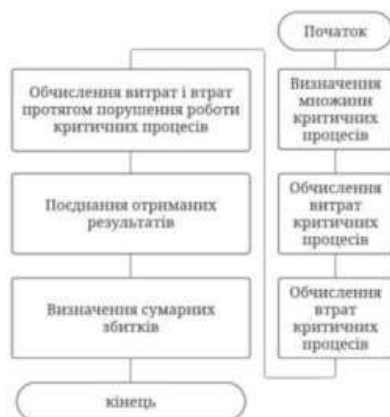 Початок
Визначення
множини
критичних
процесів
Обчислення
витрат
критичних
процесів
Обчислення
втрат
критичних
процесів
Обчислення витрат і втрат
протягом порушення роботи
критичних процесів
Поєднання отриманих
результатів
Визначення сумарних
збитків
кінець